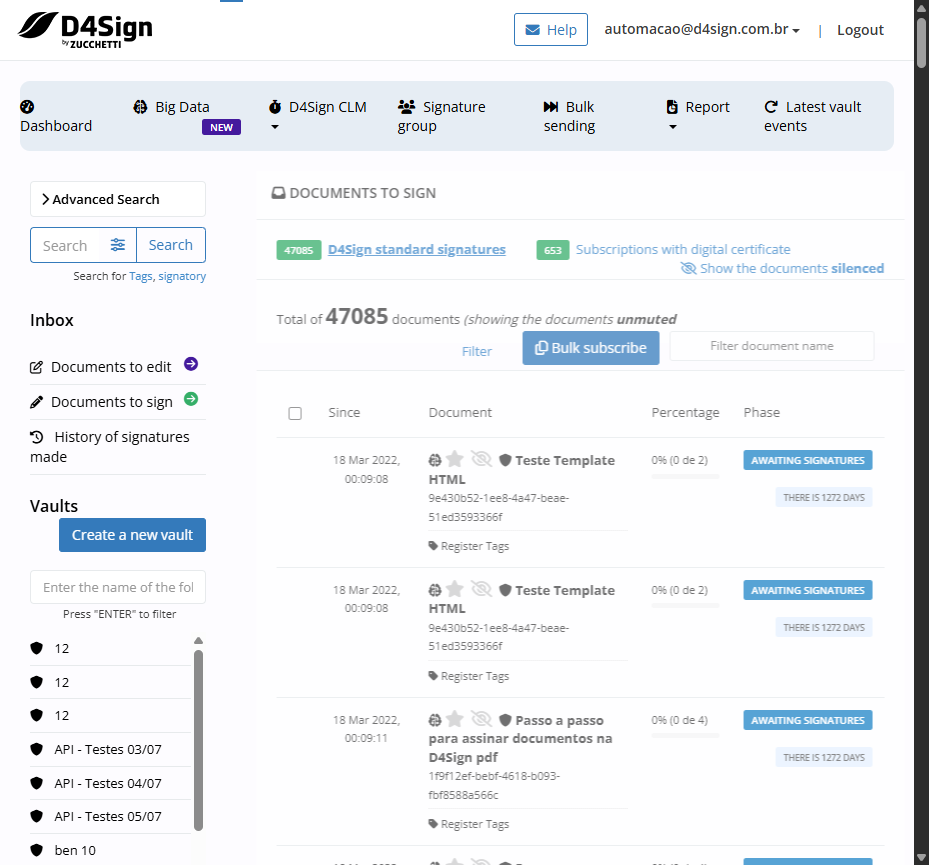 D4Sign
by ZUCCHETTI
Help
automacao@d4sign.com.br
|
Logout
Dashboard
Big Data
NEW
D4Sign CLM
Signature
group
Bulk
sending
Report
Latest vault
events
Advanced Search
Search
Search
Search for Tags, signatory
Inbox
Documents to edit
Documents to sign
History of signatures
made
Vaults
Create a new vault
Enter the name of the fol
Press "ENTER" to filter
12
12
12
API - Testes 03/07
API - Testes 04/07
API - Testes 05/07
ben 10
DOCUMENTS TO SIGN
47085 D4Sign standard signatures
653 Subscriptions with digital certificate
Show the documents silenced
Total of 47085 documents (showing the documents unmuted
Filter
Bulk subscribe
Filter document name
Since Document Percentage Phase
18 Mar 2022,
00:09:08
Teste Template
HTML
9e430b52-1ee8-4a47-beae-
51ed3593366f
Register Tags
0% (0 de 2)
AWAITING SIGNATURES
THERE IS 1272 DAYS
18 Mar 2022,
00:09:08
Teste Template
HTML
9e430b52-1ee8-4a47-beae-
51ed3593366f
Register Tags
0% (0 de 2)
AWAITING SIGNATURES
THERE IS 1272 DAYS
18 Mar 2022,
00:09:11
Passo a passo
para assinar documentos na
D4Sign pdf
1f9f12ef-bebf-4618-b093-
fbf8588a566c
Register Tags
0% (0 de 4)
AWAITING SIGNATURES
THERE IS 1272 DAYS